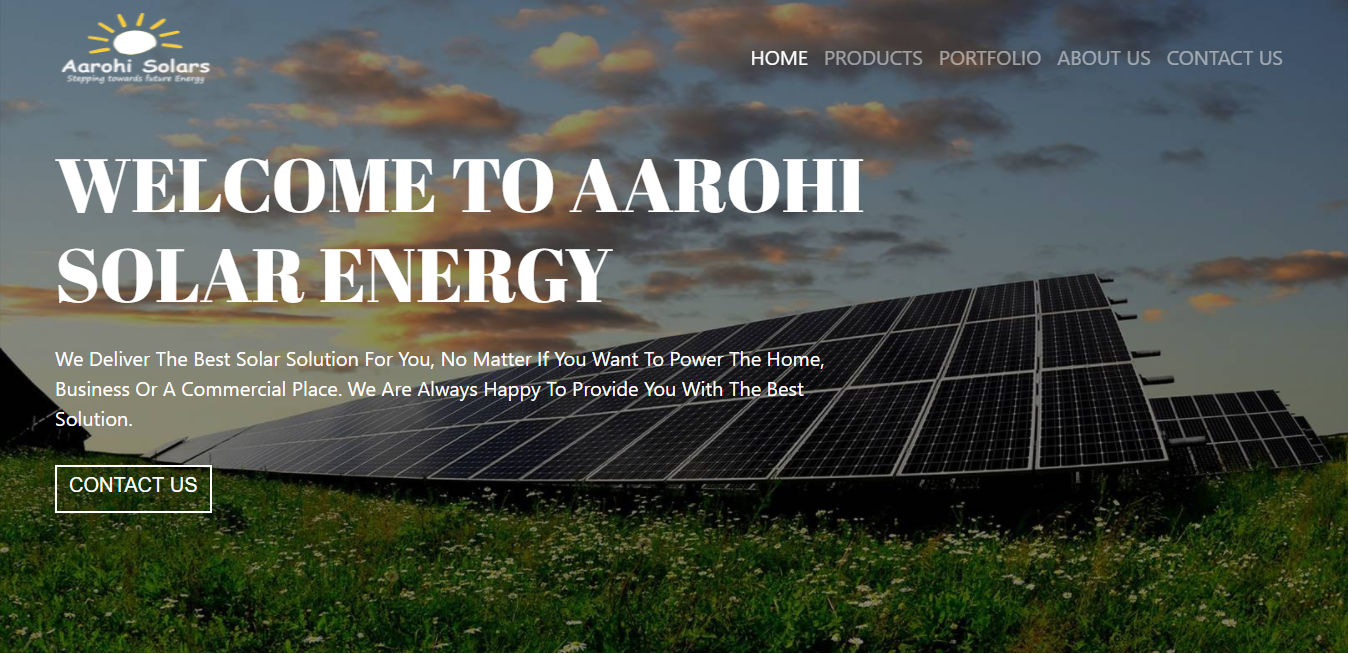 Aarohi Solars
Stepping towards future Energy
HOME PRODUCTS PORTFOLIO ABOUT US CONTACT US
WELCOME TO AAROHI
SOLAR ENERGY
We Deliver The Best Solar Solution For You, No Matter If You Want To Power The Home,
Business Or A Commercial Place. We Are Always Happy To Provide You With The Best
Solution.
CONTACT US